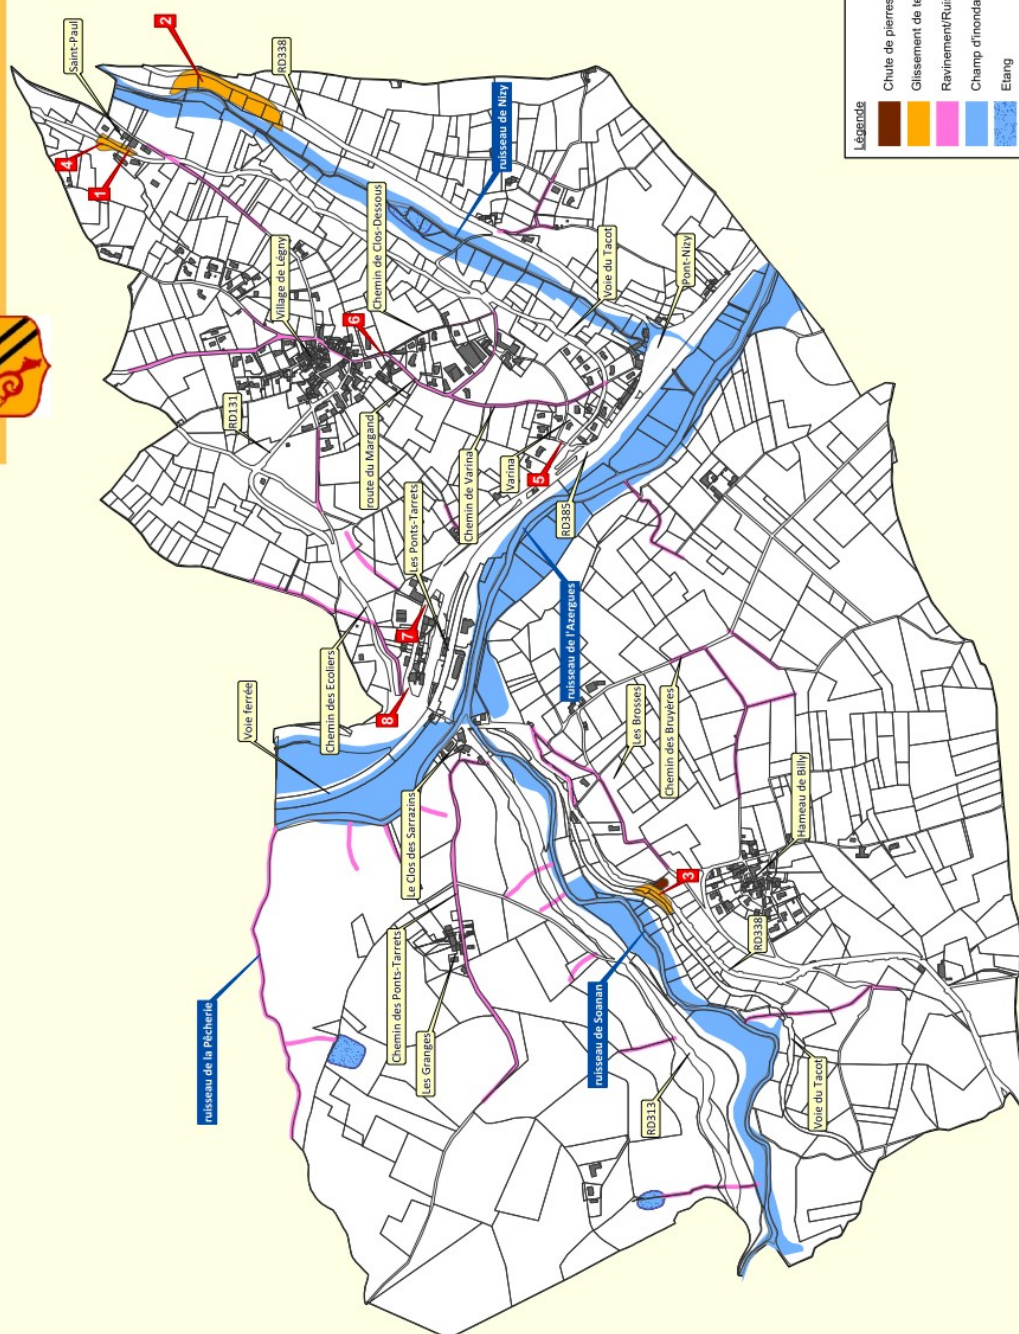 Saint-Paul
2
RD338
4
1
ruisseau de Nizy
Chemin de Clos-Dessous
Village de Légny
Voie du Tacot
Pont-Nizy
6
RD131
route du Margand
Chemin de Varina
Varina
5
RD385
Les Ponts-Tarrets
7
ruisseau de l'Azergues
Chemin des Ecoliers
8
Voie ferrée
Les Brosses
Chemin des Bruyères
Hameau de Billy
Le Clos des Sarrazins
3
RD338
Chemin des Ponts-Tarrets
Les Granges
ruisseau de la Pêcherie
ruisseau de Soanan
RD313
Voie du Tacot
Légende
Chute de pierres
Glissement de te
Ravinement/Ruis
Champ d'inonda
Etang